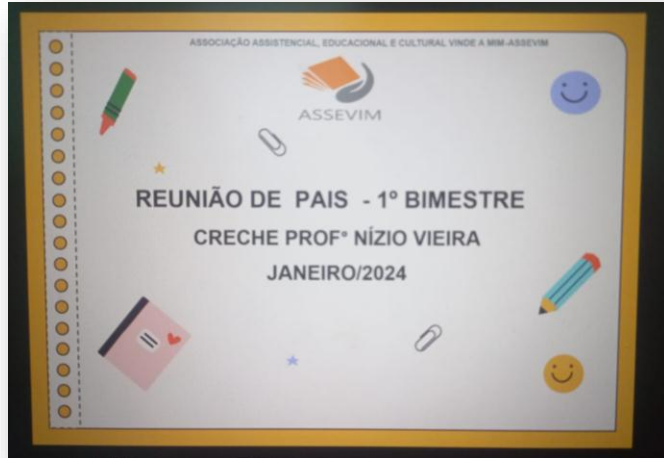 ASSOCIAÇÃO ASSISTENCIAL, EDUCACIONAL E CULTURAL VINDE A MIM-ASSEVIM
ASSEVIM
REUNIÃO DE PAIS - 1º BIMESTRE
CRECHE PROFº NÍZIO VIEIRA
JANEIRO/2024